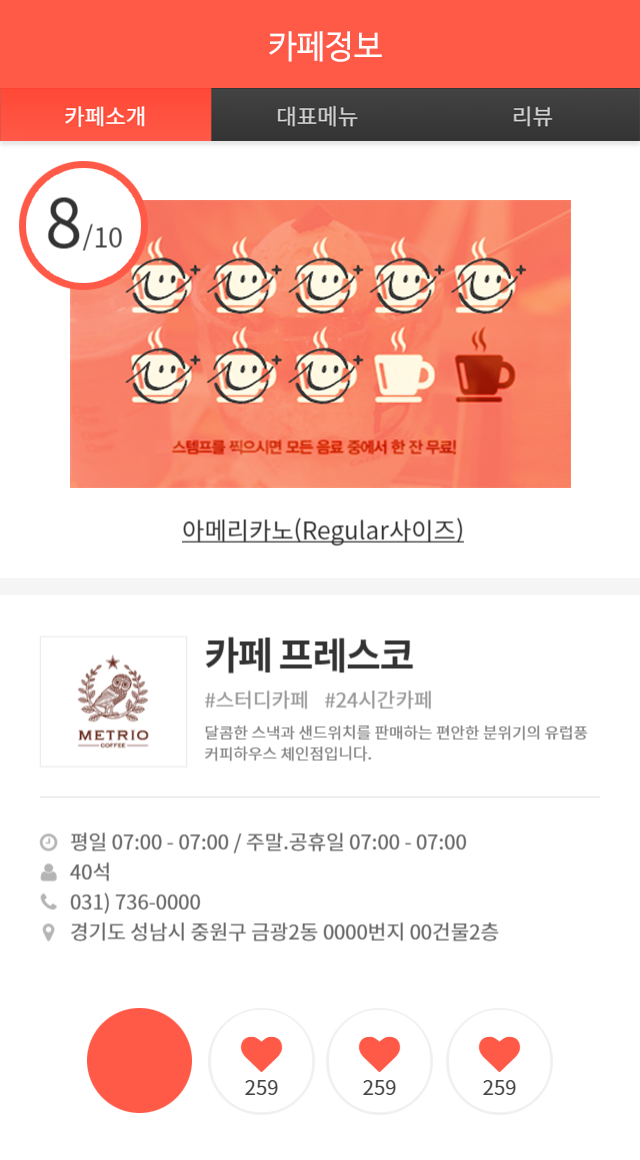 카페정보
카페소개 대표메뉴 리뷰
8/10
스템프를 찍으시면 모든 음료 중에서 한 잔 무료!
아메리카노(Regular사이즈)
카페 프레스코
#스터디카페 #24시간카페
달콤한 스낵과 샌드위치를 판매하는 편안한 분위기의 유럽풍
커피하우스 체인점입니다.
METRIO
COFFEE
평일 07:00 - 07:00 / 주말.공휴일 07:00 - 07:00
40석
031) 736-0000
경기도 성남시 중원구 금광2동 0000번지 00건물2층
259 259 259